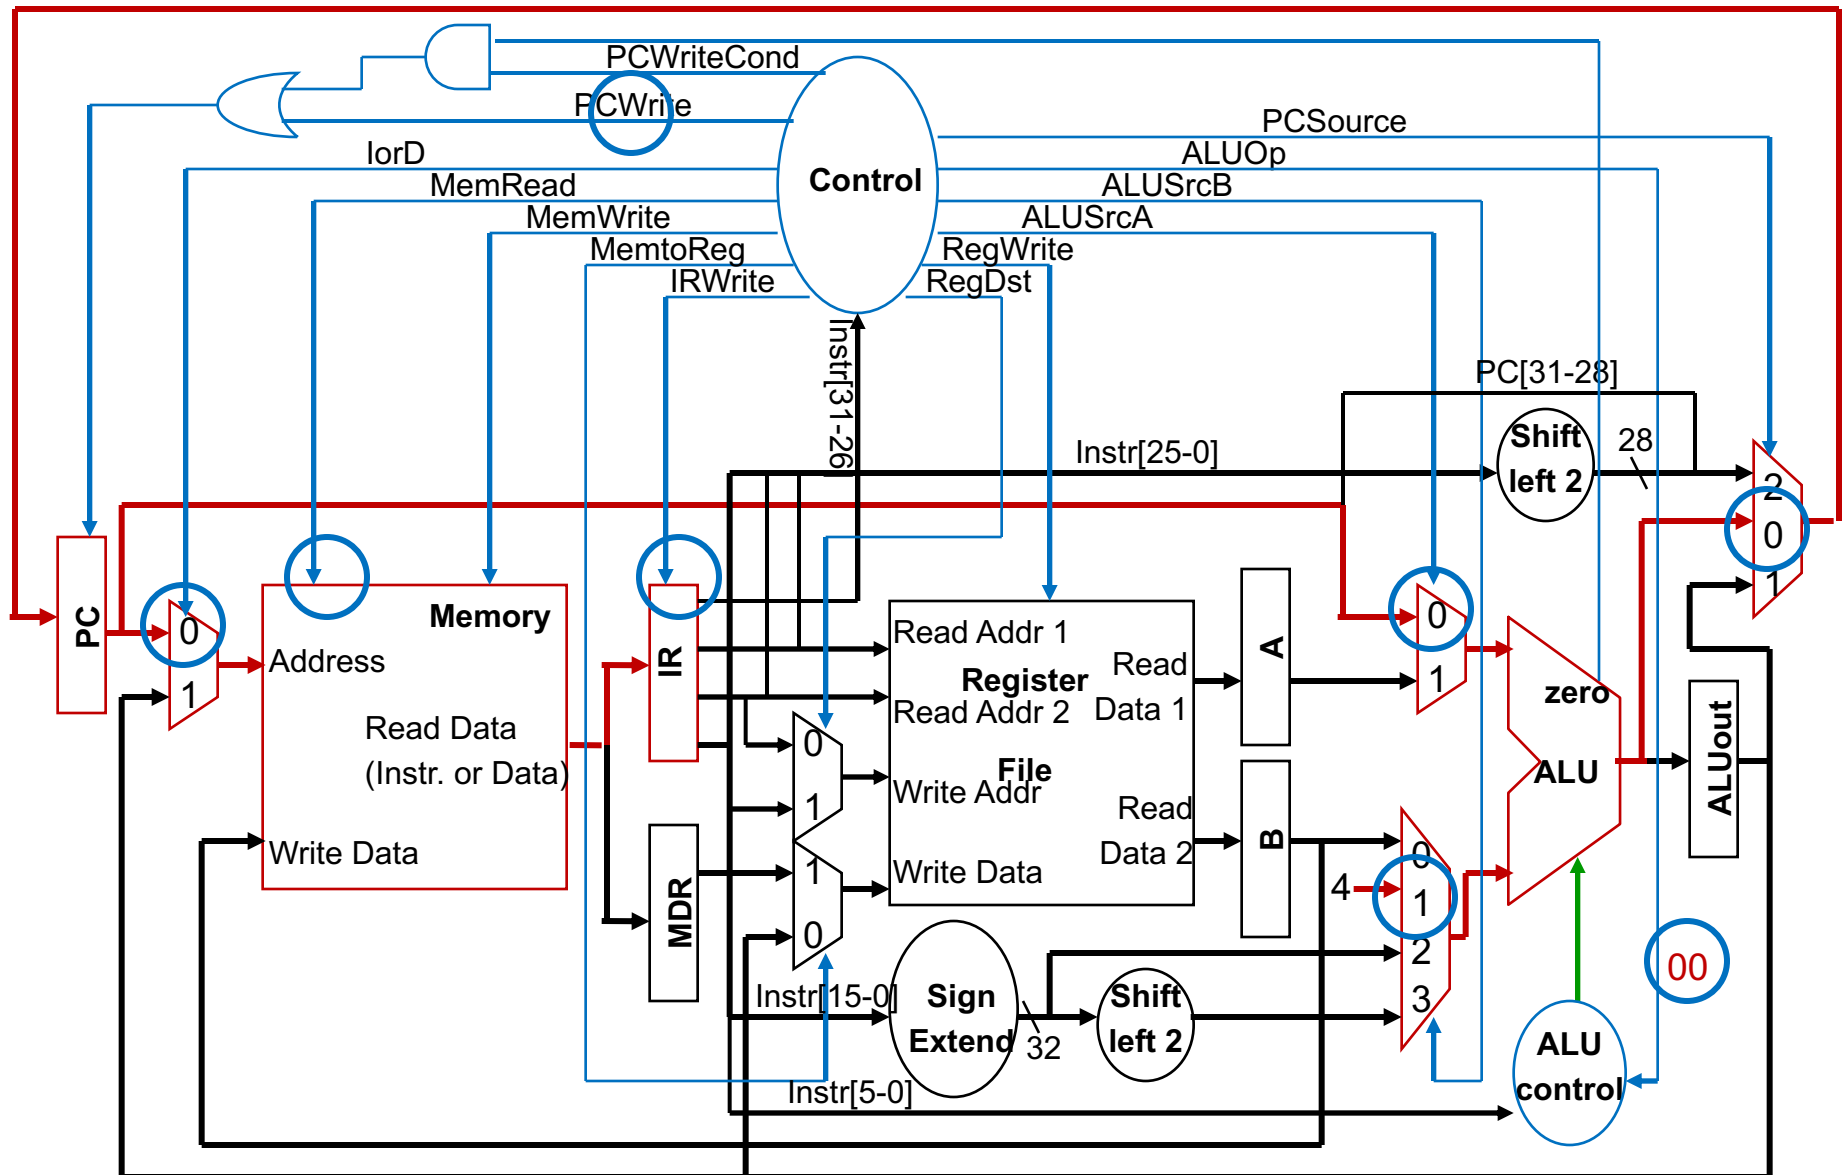 PCWriteCond
PCWrite
PCSource
IorD
ALUOp
Control
MemRead
ALUSrcB
MemWrite
ALUSrcA
MemtoReg
RegWrite
IRWrite
RegDst
Instr[31-26]
PC[31-28]
Instr[25-0]
Shift
left 2
28
2
0
1
PC
0
1
Memory
Address
Read Data
(Instr. or Data)
Write Data
IR
MDR
Read Addr 1
Register
Read Addr 2
File
Write Addr
Write Data
Read
Data 1
Read
Data 2
0
1
1
0
A
B
0
1
zero
ALU
ALUout
4
0
1
2
3
00
Instr[15-0]
Sign
Extend
32
Shift
left 2
ALU
control
Instr[5-0]